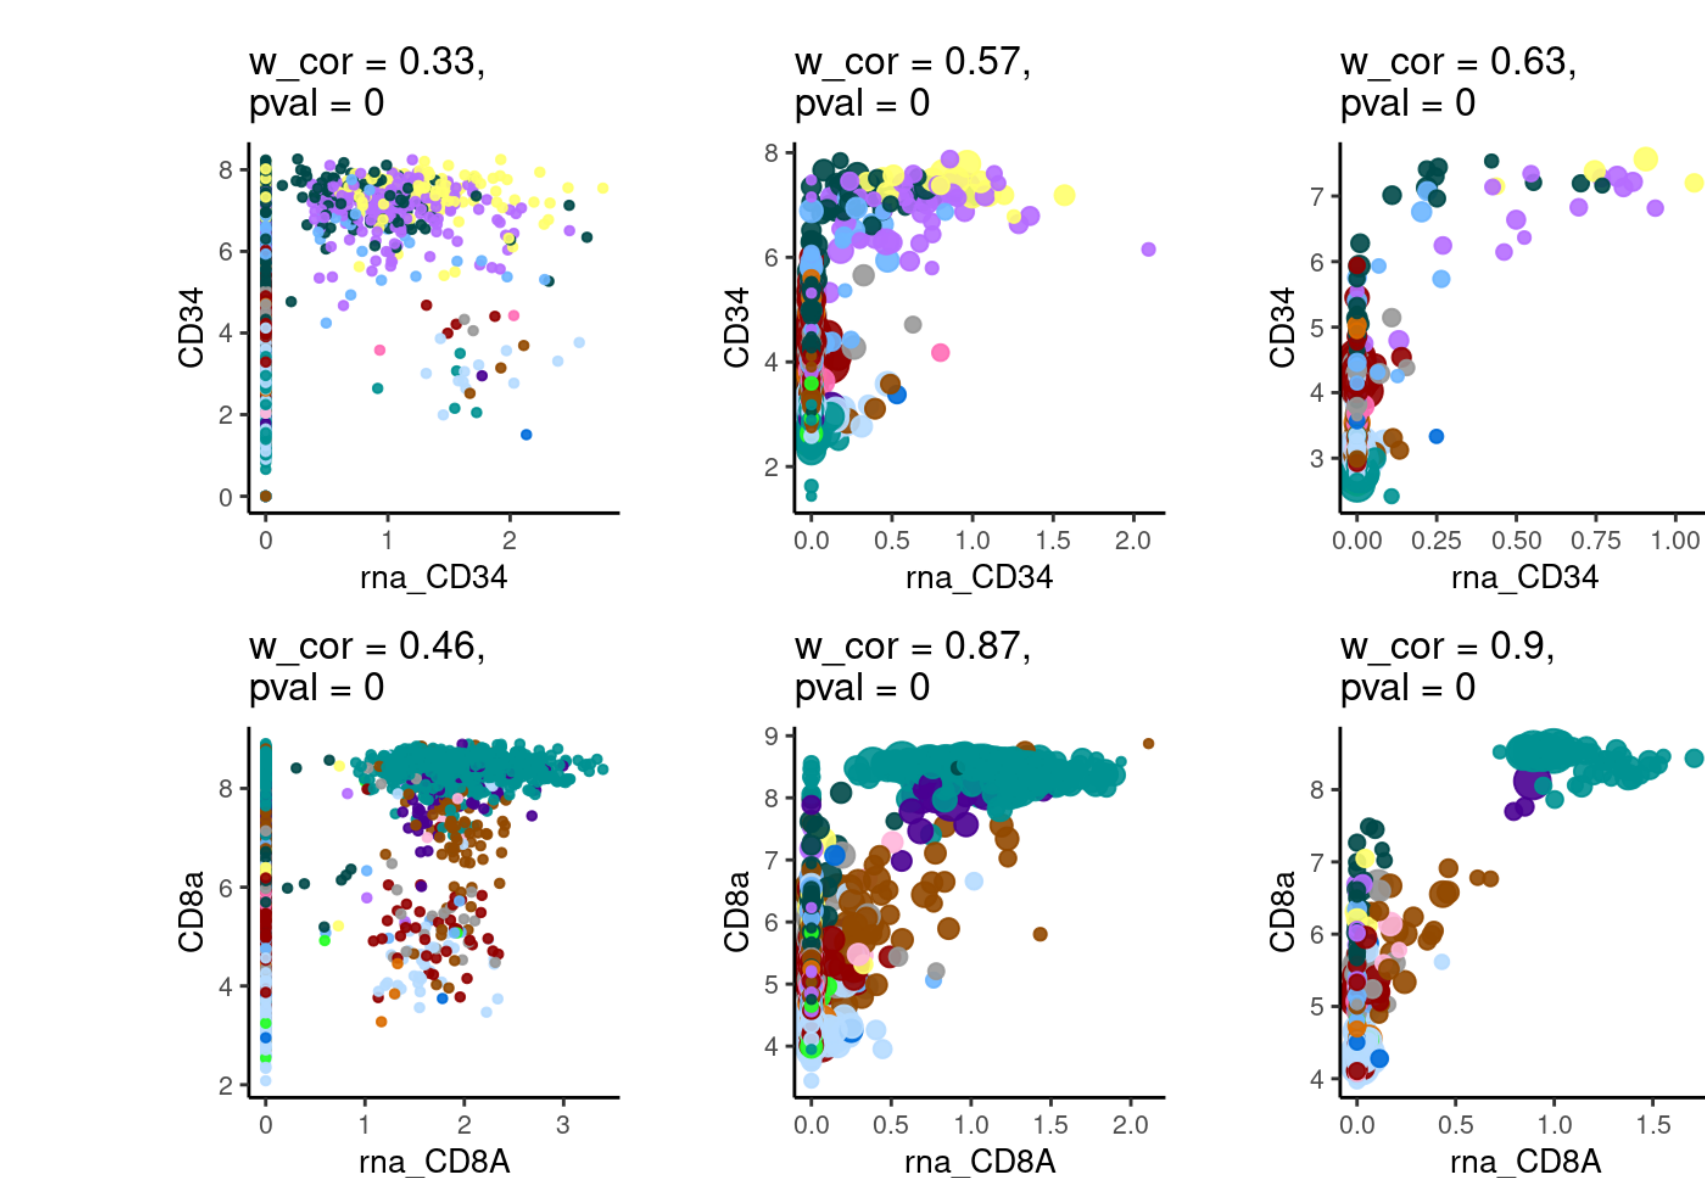 w_cor = 0.33,
pval = 0
w_cor = 0.57,
pval = 0
w_cor = 0.63,
pval = 0
CD34
8
6
4
2
0
0 1 2
rna_CD34
CD34
8
6
4
2
0.0 0.5 1.0 1.5 2.0
rna_CD34
CD34
7
6
5
4
3
0.00 0.25 0.50 0.75 1.00
rna_CD34
w_cor = 0.46,
pval = 0
w_cor = 0.87,
pval = 0
w_cor = 0.9,
pval = 0
CD8a
8
6
4
2
0 1 2 3
rna_CD8A
CD8a
9
8
7
6
5
4
0.0 0.5 1.0 1.5 2.0
rna_CD8A
CD8a
8
7
6
5
4
0.0 0.5 1.0 1.5
rna_CD8A